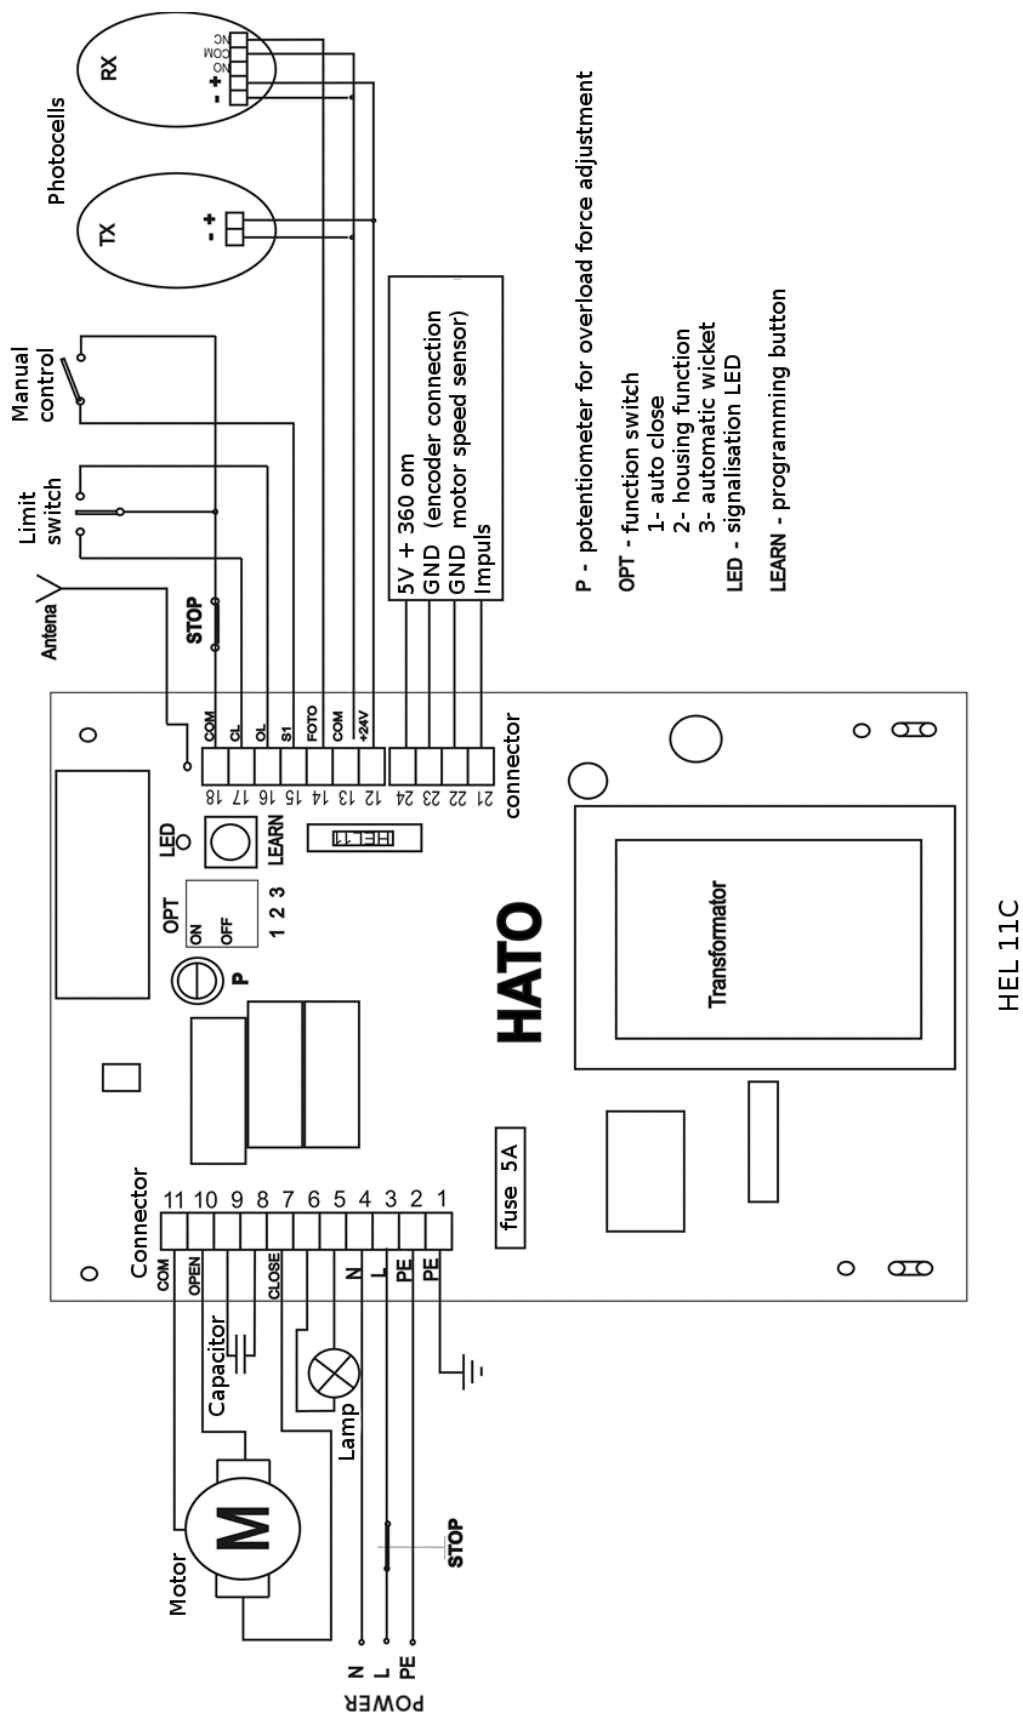 Photocells
RX
NC
COM
NO
- +
TX
- +
Manual
control
Limit
switch
Antena
STOP
COM
CL
OL
S1
FOTO
COM
+24V
18
17
16
15
14
13
12
24
23
22
21
connector
5V + 360 om
GND (encoder connection
GND motor speed sensor)
Impuls
P - potentiometer for overload force adjustment
OPT - function switch
1- auto close
2- housing function
3- automatic wicket
LED - signalisation LED
LEARN - programming button
LED
LEARN
HEL11
OPT
ON
OFF
1 2 3
P
HATO
Transformator
fuse 5A
Connector
11
10
9
8
7
6
5
4
3
2
1
COM
OPEN
CLOSE
N
L
PE
PE
Capacitor
Lamp
Motor
M
STOP
N
L
PE
POWER
HEL 11C